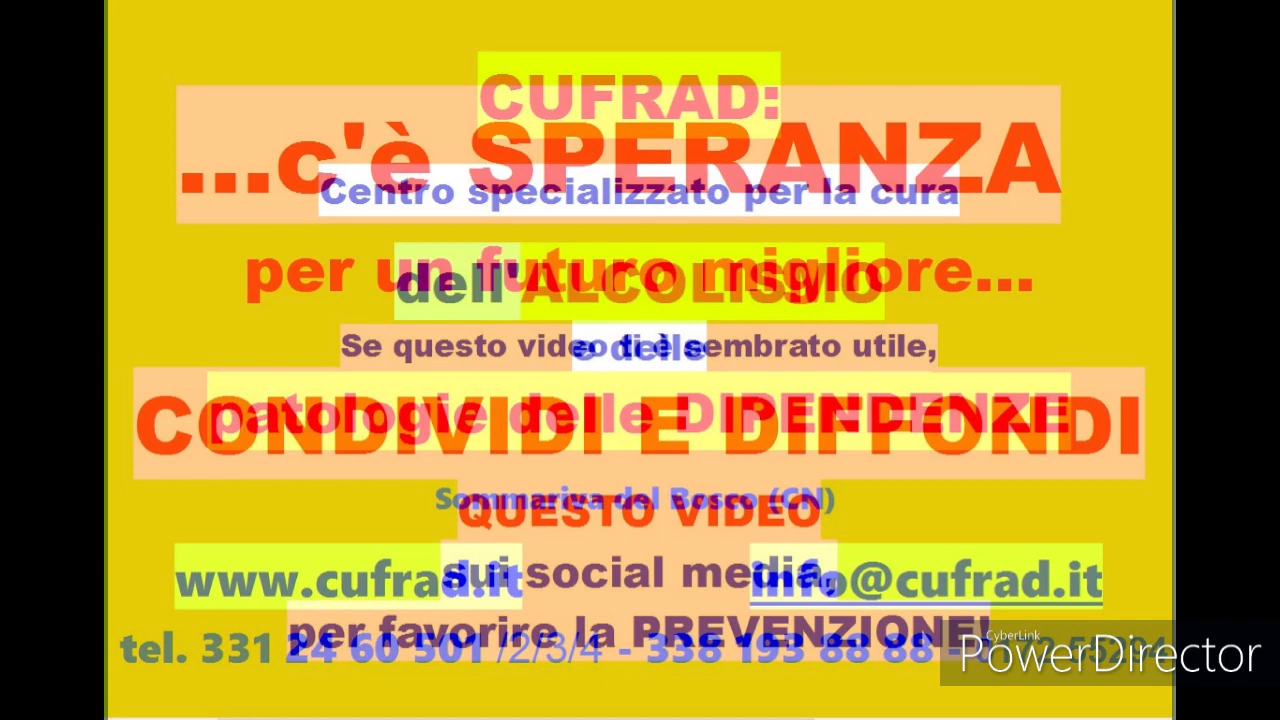 CUFRAD:
...c'è SPERANZA
Centro specializzato per la cura
per un futuro migliore...
dell'ALCOLISMO
Se questo video ti è sembrato utile,
e delle
patologie delle DIPENDENZE
CONDIVIDI E DIFFONDI
Sommariva del Bosco (CN)
QUESTO VIDEO
sui social media,
www.cufrad.it info@cufrad.it
per favorire la PREVENZIONE!
tel. 331 24 60 501 /2/3/4 - 338 193 88 88 -
CyberLink
PowerDirector